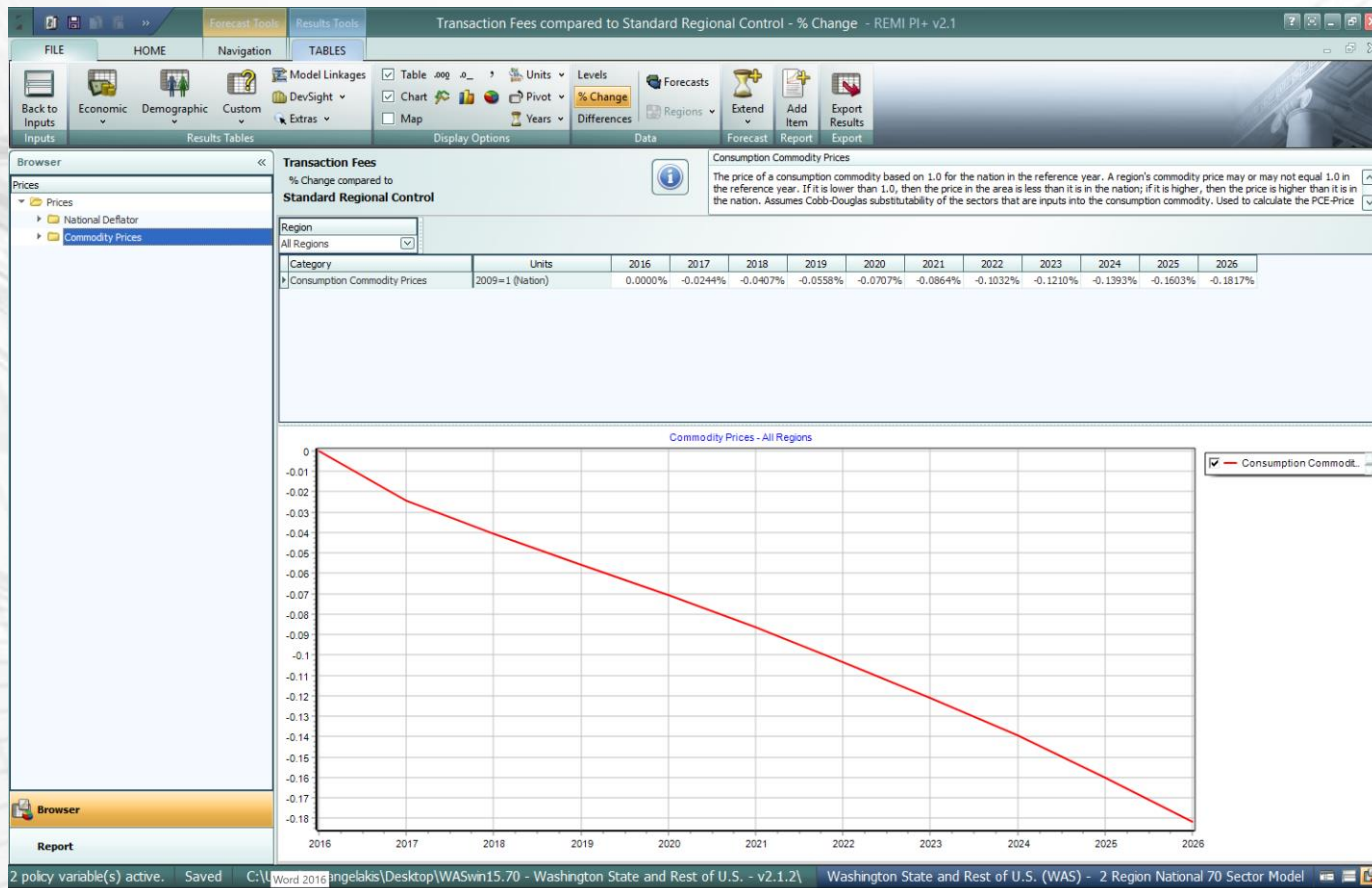 Forecast Tools
Results Tools
Transaction Fees compared to Standard Regional Control - % Change - REMI PI+ v2.1
FILE
HOME
Navigation
TABLES
Back to Inputs
Economic
Demographic
Custom
Model Linkages
DevSight
Extras
Table .000 .0_ ,
Chart
Map
Units
Pivot
Years
Levels
% Change
Differences
Forecasts
Regions
Extend
Add Item
Export Results
Inputs
Results Tables
Display Options
Data
Forecast
Report
Export
Browser
Prices
Prices
National Deflator
Commodity Prices
Browser
Report
Transaction Fees
% Change compared to
Standard Regional Control
Consumption Commodity Prices
The price of a consumption commodity based on 1.0 for the nation in the reference year. A region's commodity price may or may not equal 1.0 in
the reference year. If it is lower than 1.0, then the price in the area is less than it is in the nation; if it is higher, then the price is higher than it is in
the nation. Assumes Cobb-Douglas substitutability of the sectors that are inputs into the consumption commodity. Used to calculate the PCE-Price
Region
All Regions
Category Units 2016 2017 2018 2019 2020 2021 2022 2023 2024 2025 2026
Consumption Commodity Prices 2009=1 (Nation) 0.0000% -0.0244% -0.0407% -0.0558% -0.0707% -0.0864% -0.1032% -0.1210% -0.1393% -0.1603% -0.1817%
Commodity Prices - All Regions
0
-0.01
-0.02
-0.03
-0.04
-0.05
-0.06
-0.07
-0.08
-0.09
-0.1
-0.11
-0.12
-0.13
-0.14
-0.15
-0.16
-0.17
-0.18
2016 2017 2018 2019 2020 2021 2022 2023 2024 2025 2026
Consumption Commodit..
2 policy variable(s) active. Saved C:\U angelakis\Desktop\WASwin15.70 - Washington State and Rest of U.S. - v2.1.2\ Washington State and Rest of U.S. (WAS) - 2 Region National 70 Sector Model
Word 2016